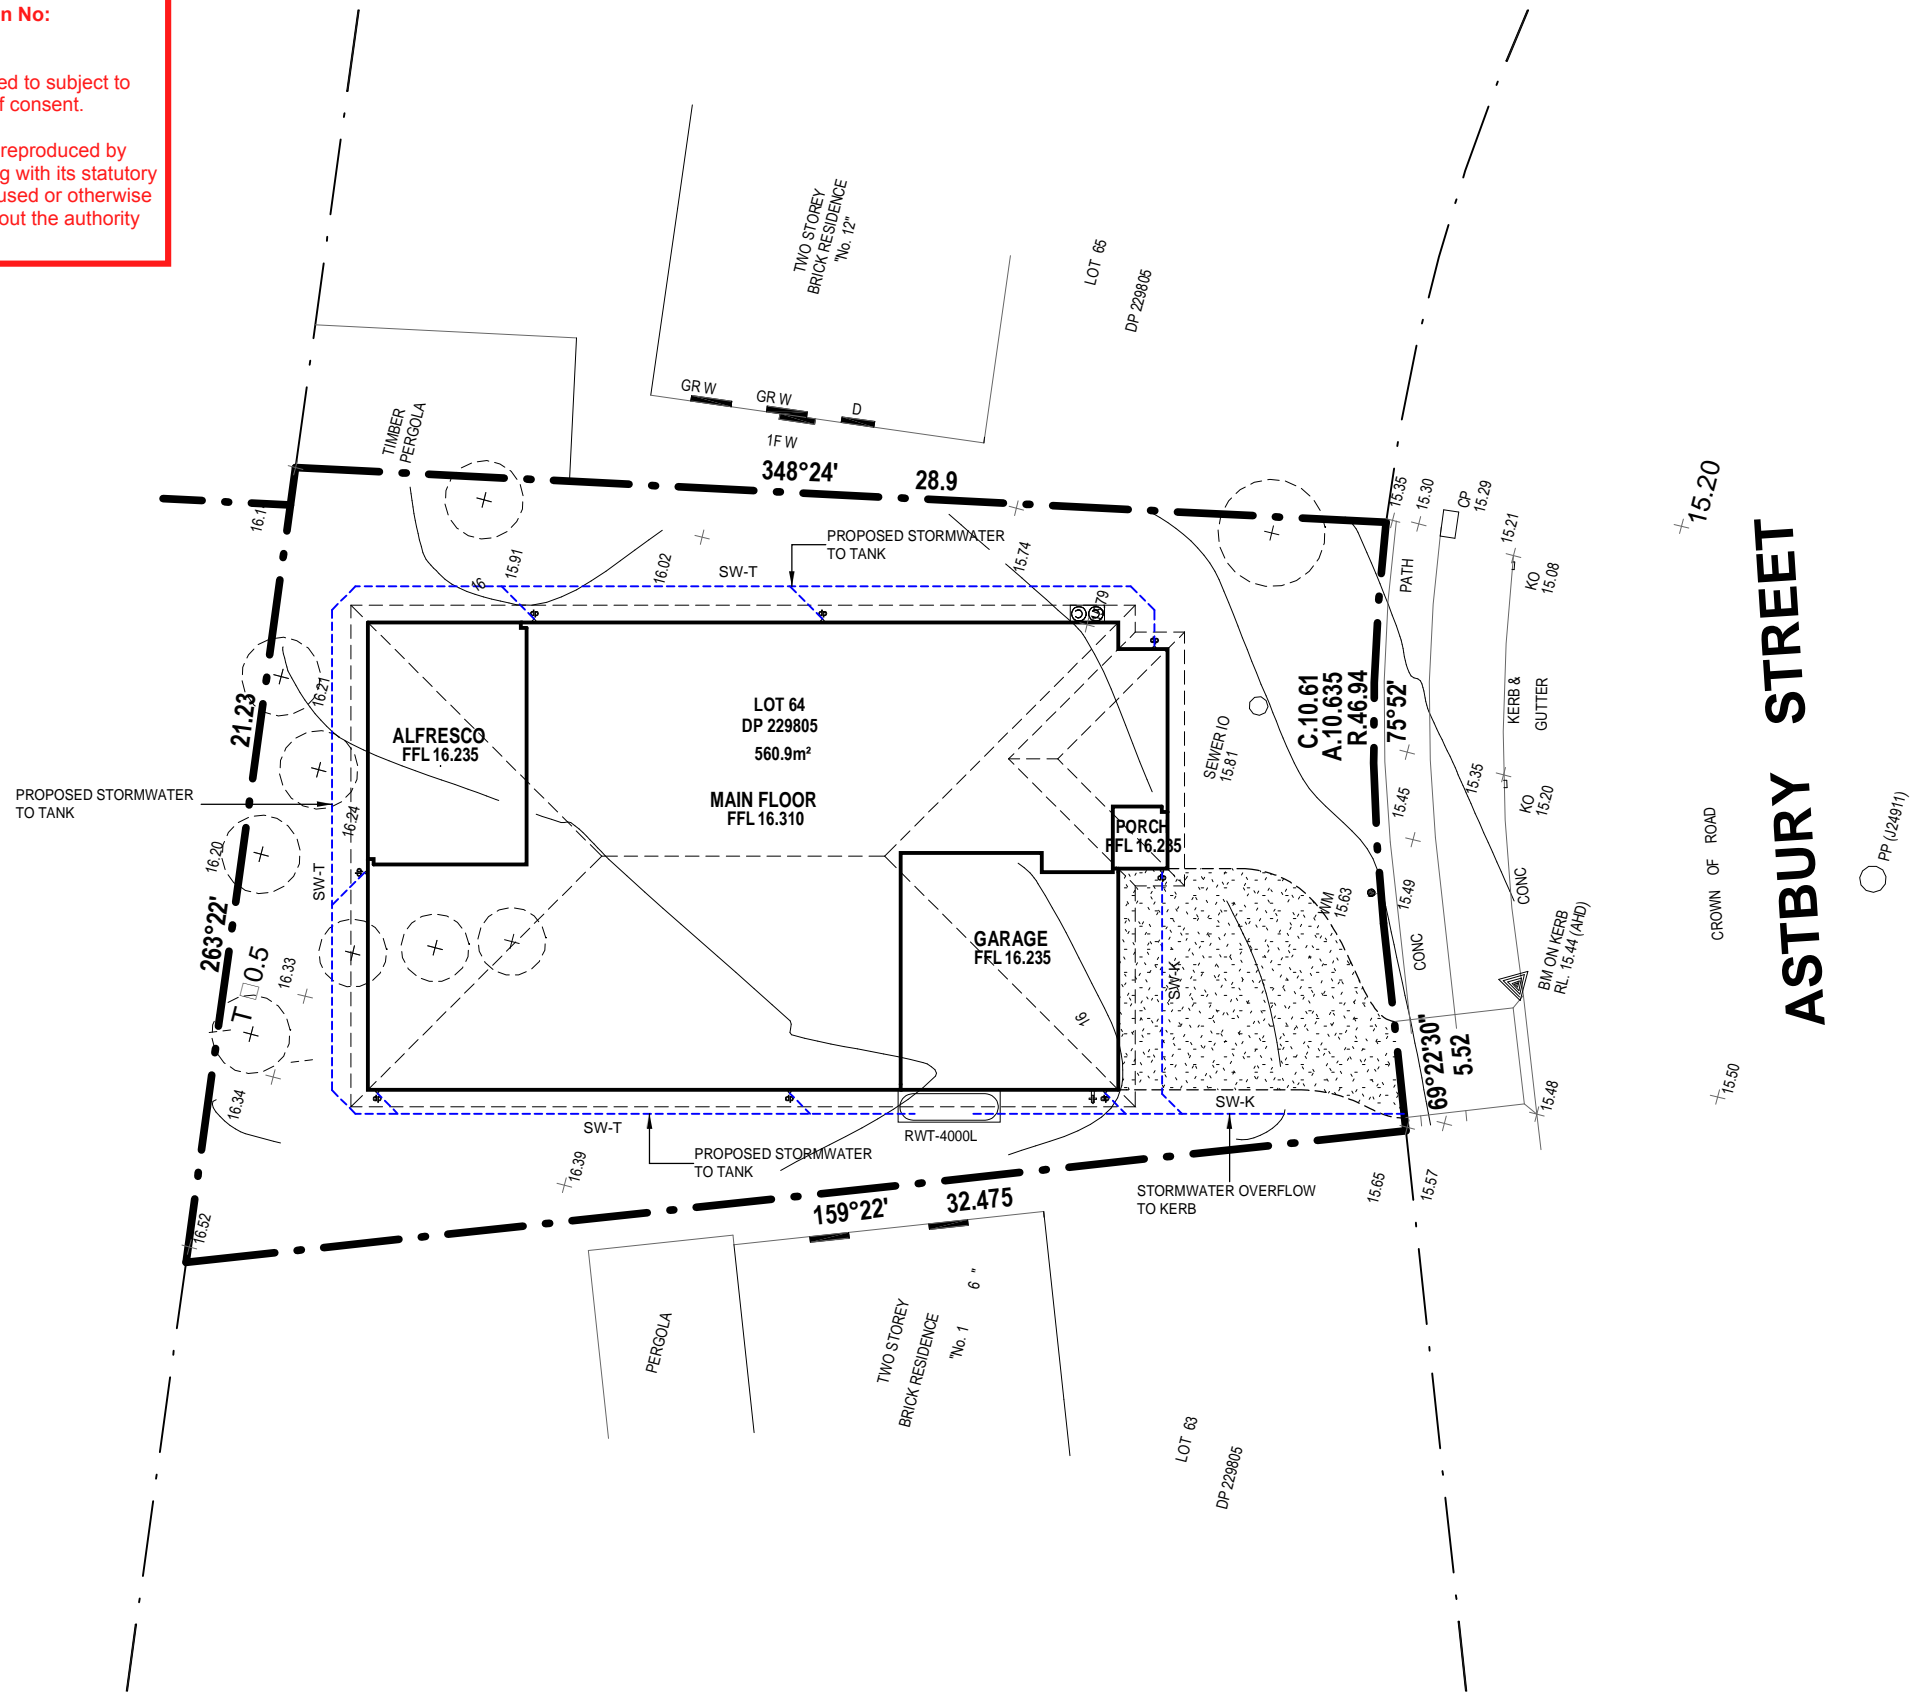 n No:
ed to subject to
f consent.
reproduced by
g with its statutory
used or otherwise
out the authority
TWO STOREY
BRICK RESIDENCE
"No. 12"
LOT 65
DP 229805
GR W
GR W
D
1F W
TIMBER
PERGOLA
348°24'
28.9
16.1
15.91
16.02
16
SW-T
PROPOSED STORMWATER
TO TANK
15.74
15.35
15.30
CP
15.29
15.21
KO
15.08
15.20
PATH
ASTBURY STREET
21.23
16.21
ALFRESCO
FFL 16.235
LOT 64
DP 229805
560.9m²
MAIN FLOOR
FFL 16.310
SEWER IO
15.81
C.10.61
A.10.635
R.46.94
75°52'
KERB &
GUTTER
15.35
KO
15.20
15.45
PROPOSED STORMWATER
TO TANK
16.24
16.20
SW-T
PORCH
FFL 16.235
CROWN OF ROAD
PP (J24911)
WM
15.63
15.49
CONC
CONC
BM ON KERB
RL. 15.44 (AHD)
263°22'
T 0.5
16.33
GARAGE
FFL 16.235
16
SW-K
16.34
SW-T
RWT-4000L
SW-K
69°22'30"
5.52
15.48
15.50
PROPOSED STORMWATER
TO TANK
16.39
STORMWATER OVERFLOW
TO KERB
15.65
15.57
16.52
159°22'
32.475
PERGOLA
TWO STOREY
BRICK RESIDENCE
"No. 1 6 "
LOT 63
DP 229805